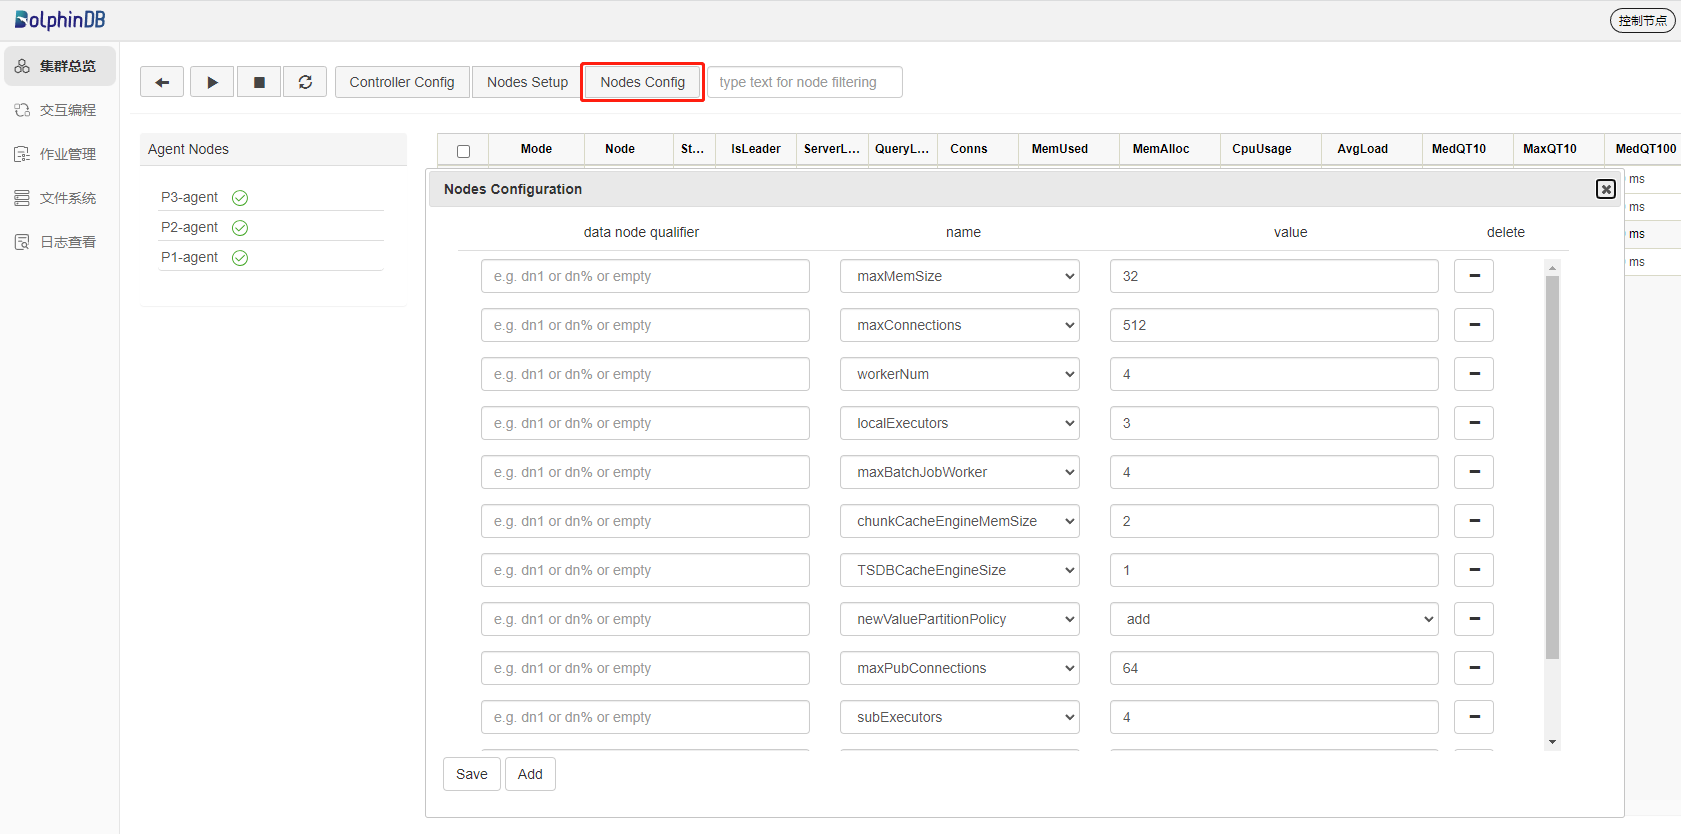 DolphinDB
控制节点
集群总览
交互编程
作业管理
文件系统
日志查看
Controller Config
Nodes Setup
Nodes Config
type text for node filtering
Agent Nodes
P3-agent
P2-agent
P1-agent
Mode Node St... IsLeader ServerL... QueryL... Conns MemUsed MemAlloc CpuUsage AvgLoad MedQT10 MaxQT10 MedQT100
ms
ms
ms
ms
Nodes Configuration
data node qualifier name value delete
e.g. dn1 or dn% or empty maxMemSize 32
e.g. dn1 or dn% or empty maxConnections 512
e.g. dn1 or dn% or empty workerNum 4
e.g. dn1 or dn% or empty localExecutors 3
e.g. dn1 or dn% or empty maxBatchJobWorker 4
e.g. dn1 or dn% or empty chunkCacheEngineMemSize 2
e.g. dn1 or dn% or empty TSDBCacheEngineSize 1
e.g. dn1 or dn% or empty newValuePartitionPolicy add
e.g. dn1 or dn% or empty maxPubConnections 64
e.g. dn1 or dn% or empty subExecutors 4
Save Add